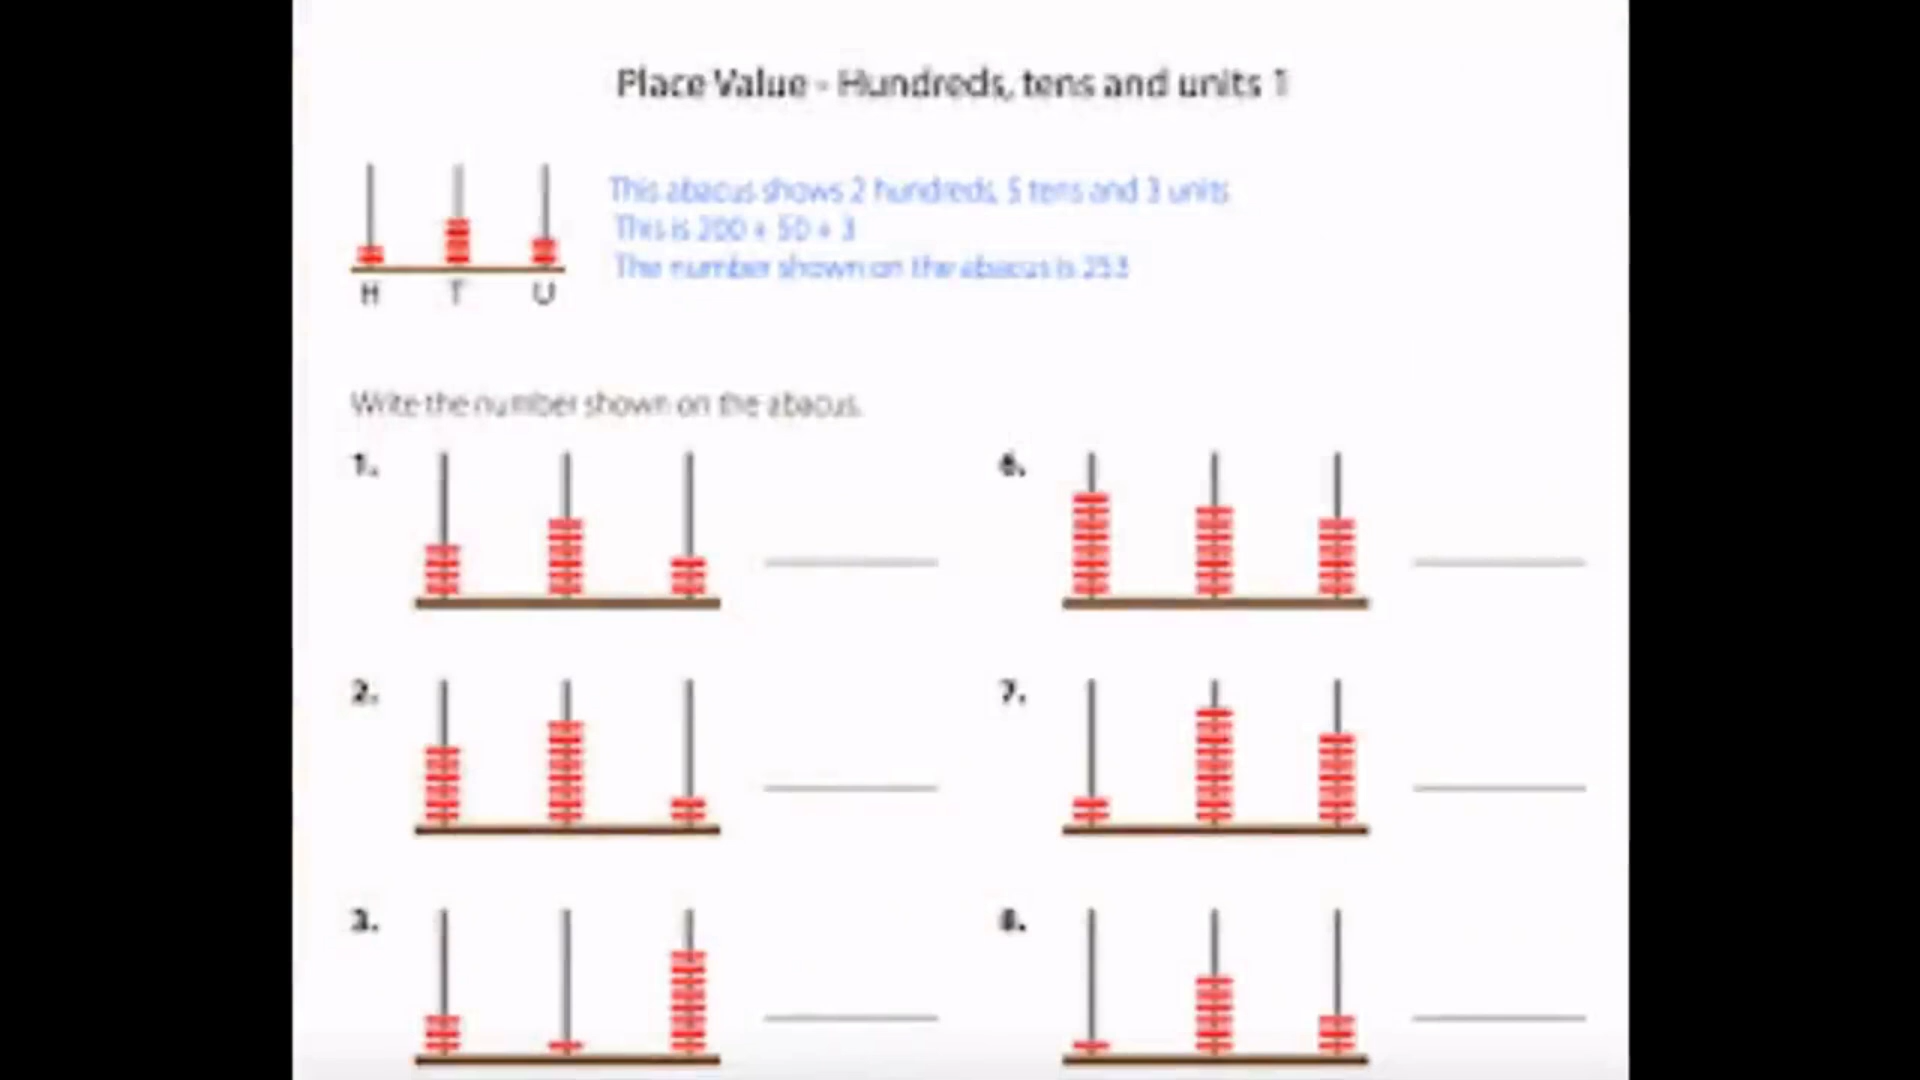 Place Value - Hundreds, tens and units 1
This abacus shows 2 hundreds, 5 tens and 3 units
This is 200 + 50 + 3
The number shown on the abacus is 253
H T U
Write the number shown on the abacus.
1.
6.
2.
7.
3.
8.